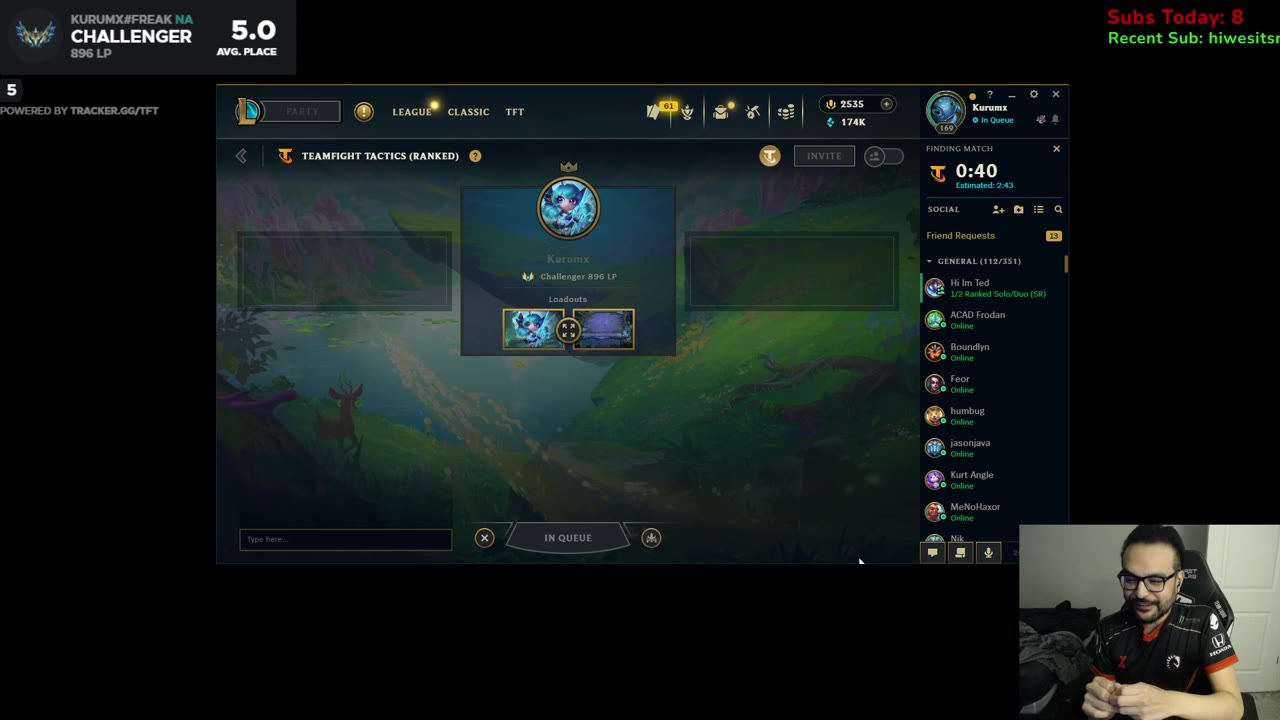 KURUMX#FREAK NA
CHALLENGER
896 LP
5.0
AVG. PLACE
5
POWERED BY TRACKER.GG/TFT
Subs Today: 8
Recent Sub: hiwesitsr
PARTY
LEAGUE
CLASSIC
TFT
61
2535
174K
169
Kurumx
In Queue
TEAMFIGHT TACTICS (RANKED)
INVITE
FINDING MATCH
0:40
Estimated: 2:43
SOCIAL
Friend Requests
13
GENERAL (112/351)
Hi Im Ted
1/2 Ranked Solo/Duo (SR)
ACAD Frodan
Online
Boundlyn
Online
Feor
Online
humbug
Online
jasonjava
Online
Kurt Angle
Online
MeNoHaxor
Online
Nik
Kurumx
Challenger 896 LP
Loadouts
Type here...
IN QUEUE
HONDA